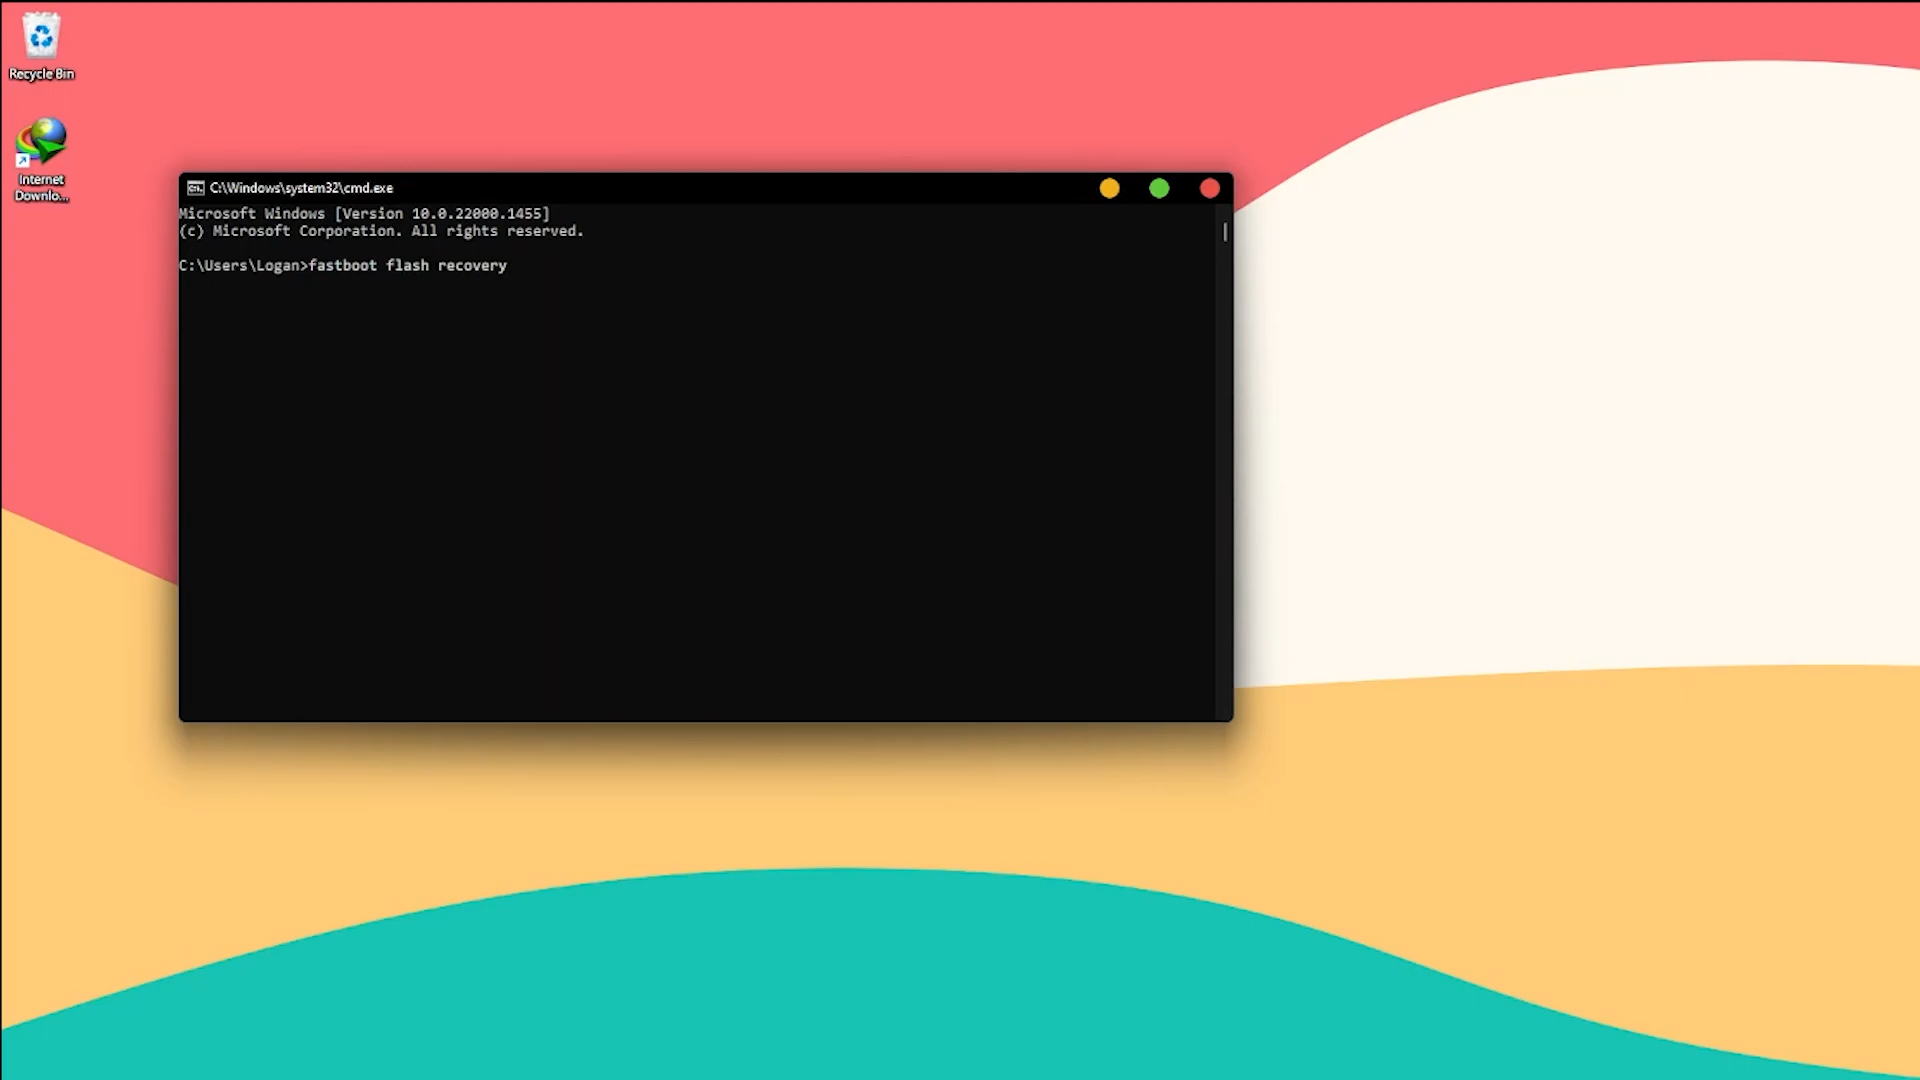 Recycle Bin
Internet
Downlo...
C:\Windows\system32\cmd.exe
Microsoft Windows [Version 10.0.22000.1455]
(c) Microsoft Corporation. All rights reserved.
C:\Users\Logan>fastboot flash recovery